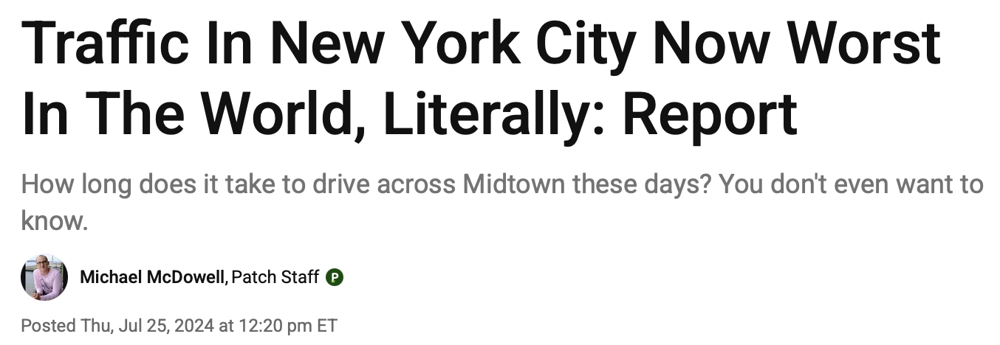 Traffic In New York City Now Worst
In The World, Literally: Report
How long does it take to drive across Midtown these days? You don't even want to
know.
Michael McDowell, Patch Staff P
Posted Thu, Jul 25, 2024 at 12:20 pm ET